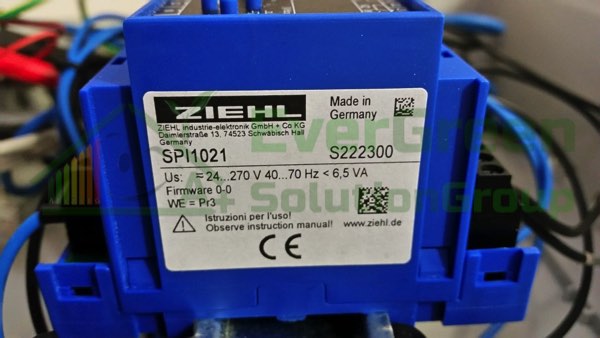 ZIEHL
Made in
Germany
ZIEHL industrie-elektronik GmbH + Co KG
Daimlerstraße 13, 74523 Schwäbisch Hall
Germany
SPI1021
S222300
Us: ≂ 24...270 V 40...70 Hz < 6,5 VA
Firmware 0-0
WE = Pr3
Istruzioni per l'uso!
Observe instruction manual! www.ziehl.de
CE
EverGreen
SolutionGroup